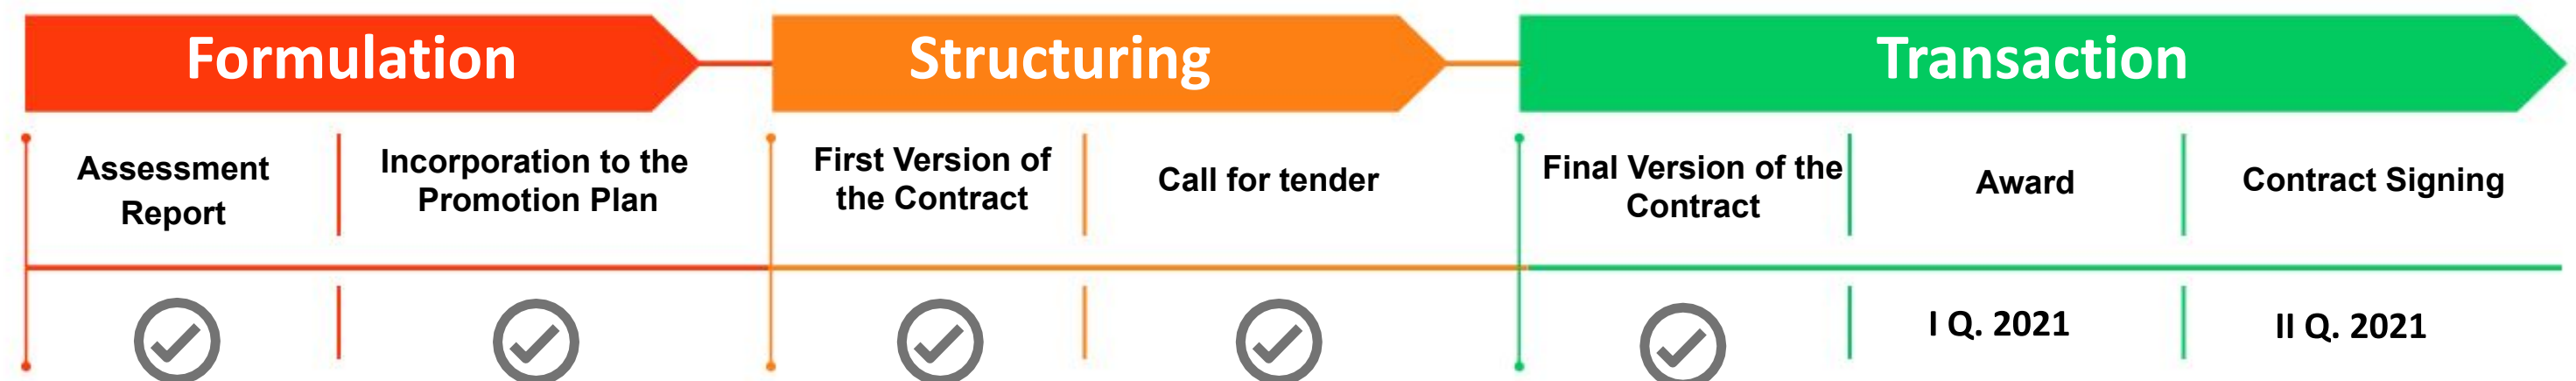 Formulation
Structuring
Transaction
Assessment
Report
Incorporation to the
Promotion Plan
First Version of
the Contract
Call for tender
Final Version of the
Contract
Award
Contract Signing
I Q. 2021
II Q. 2021